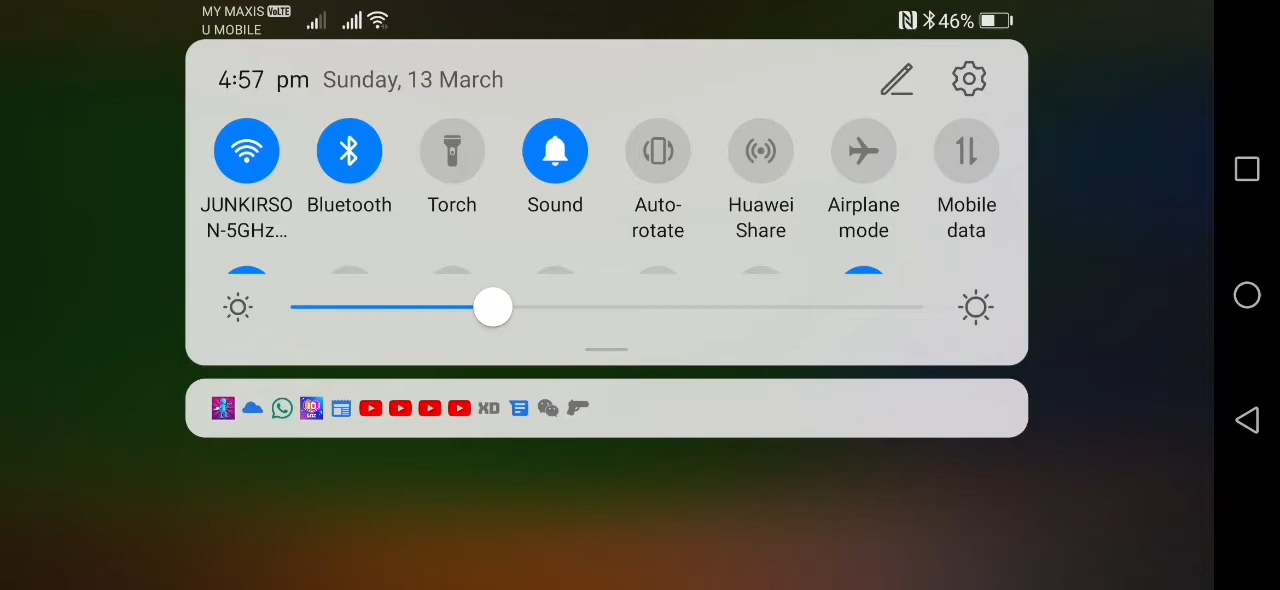 MY MAXIS VoLTE
U MOBILE
46%
4:57 pm Sunday, 13 March
JUNKIRSO
N-5GHz...
Bluetooth
Torch
Sound
Auto-
rotate
Huawei
Share
Airplane
mode
Mobile
data
XD